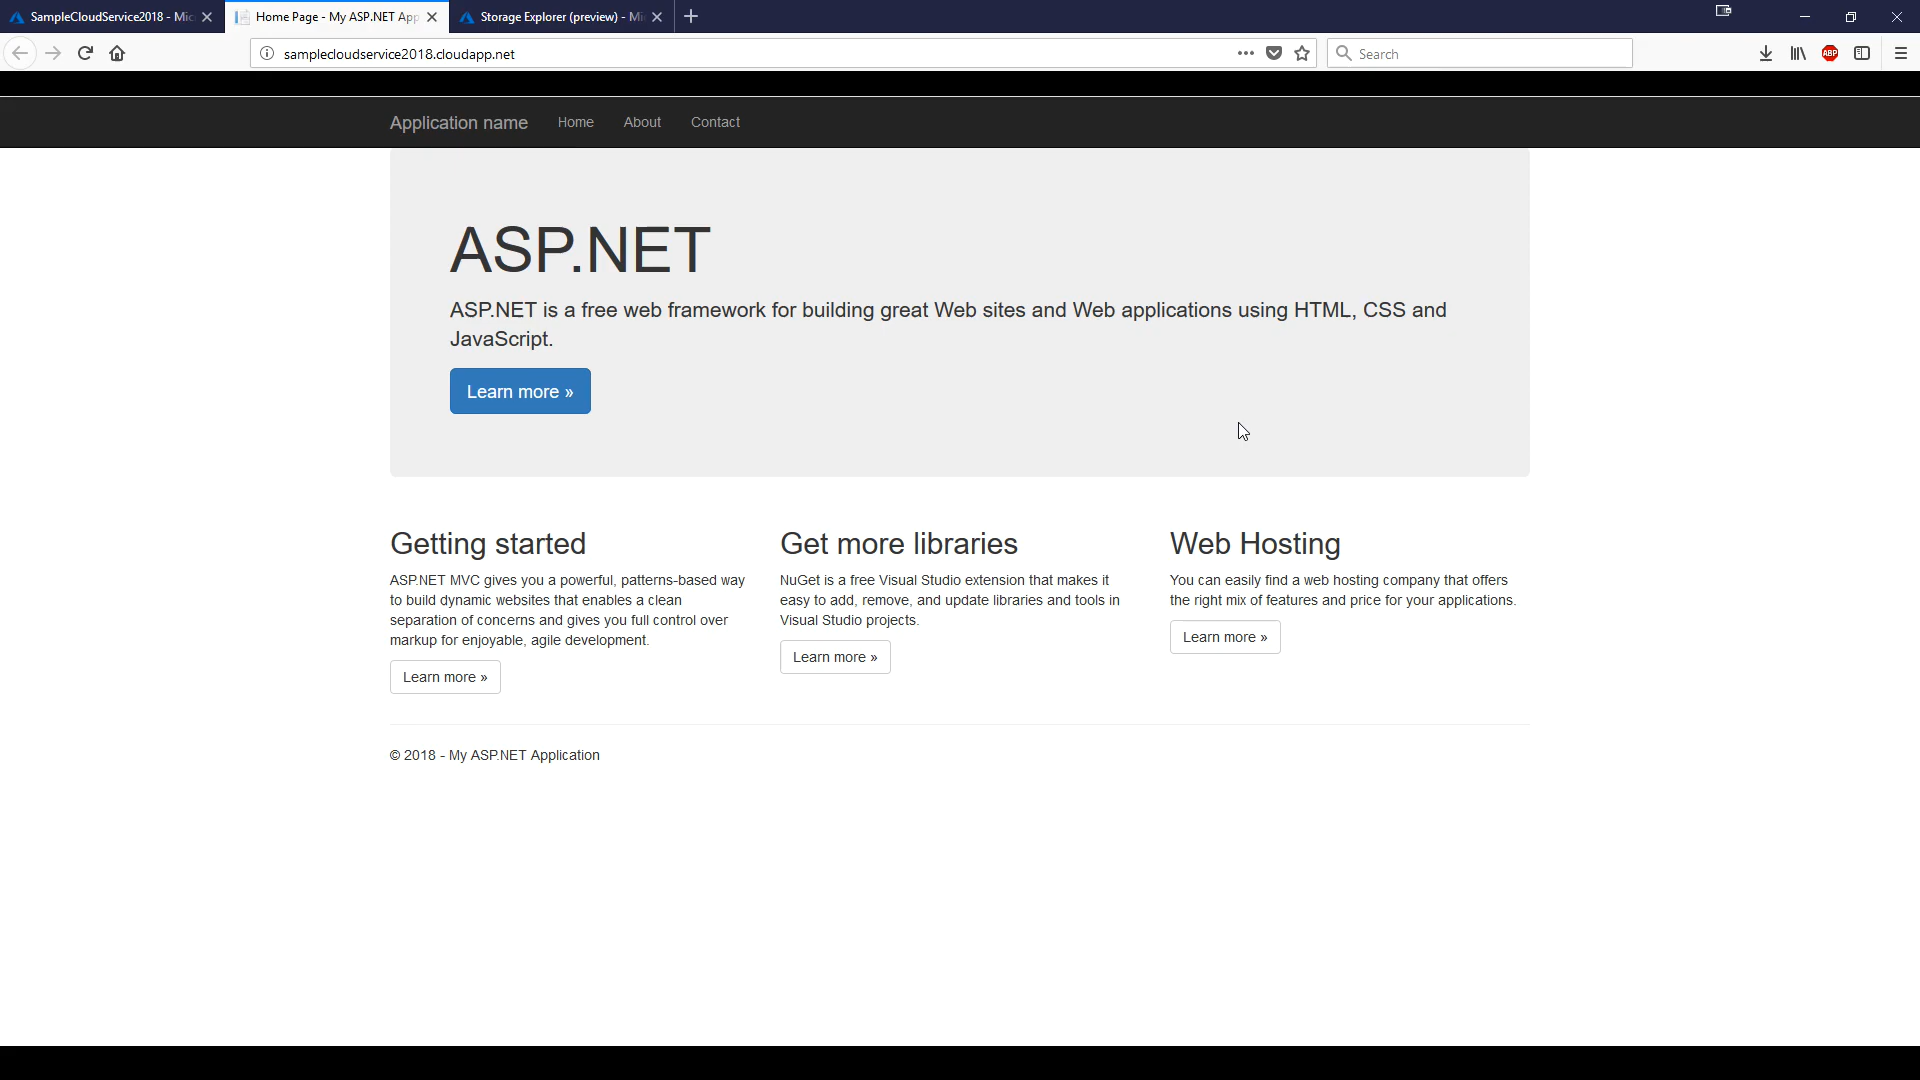 SampleCloudService2018 - Mic
Home Page - My ASP.NET App
Storage Explorer (preview) - Mi
samplecloudservice2018.cloudapp.net
Search
ABP
Application name
Home
About
Contact
ASP.NET
ASP.NET is a free web framework for building great Web sites and Web applications using HTML, CSS and
JavaScript.
Learn more »
Getting started
ASP.NET MVC gives you a powerful, patterns-based way
to build dynamic websites that enables a clean
separation of concerns and gives you full control over
markup for enjoyable, agile development.
Learn more »
Get more libraries
NuGet is a free Visual Studio extension that makes it
easy to add, remove, and update libraries and tools in
Visual Studio projects.
Learn more »
Web Hosting
You can easily find a web hosting company that offers
the right mix of features and price for your applications.
Learn more »
© 2018 - My ASP.NET Application